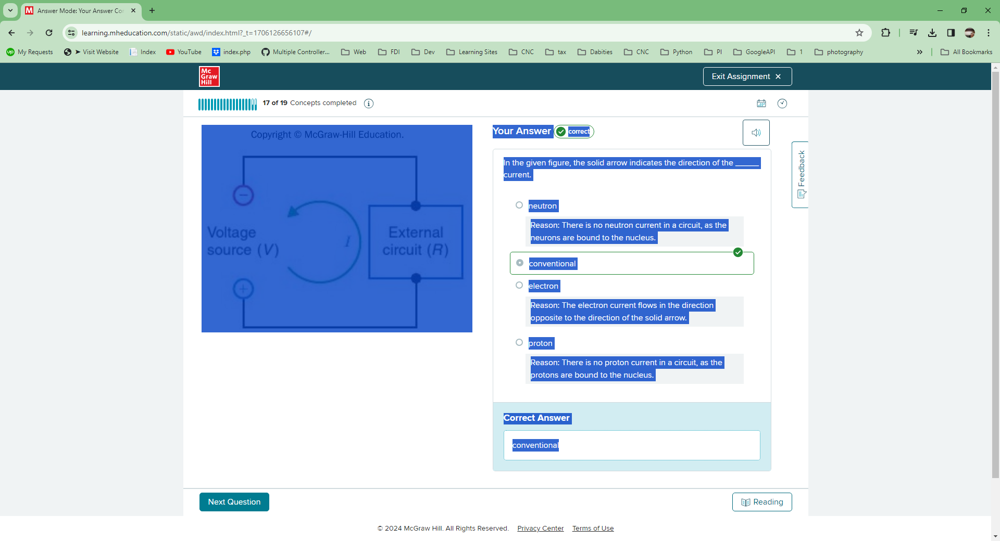 Answer Mode: Your Answer Cor
learning.mheducation.com/static/awd/index.html?_t=1706126656107#/
My Requests
➤ Visit Website
Index
YouTube
index.php
Multiple Controller...
Web
FDI
Dev
Learning Sites
CNC
tax
Dabities
CNC
Python
PI
GoogleAPI
1
photography
»
All Bookmarks
Mc
Graw
Hill
Exit Assignment ×
17 of 19 Concepts completed
Copyright © McGraw-Hill Education.
−
Voltage
source (V)
I
External
circuit (R)
+
Your Answer correct
In the given figure, the solid arrow indicates the direction of the ______
current.
neutron
Reason: There is no neutron current in a circuit, as the
neurons are bound to the nucleus.
conventional
electron
Reason: The electron current flows in the direction
opposite to the direction of the solid arrow.
proton
Reason: There is no proton current in a circuit, as the
protons are bound to the nucleus.
Correct Answer
conventional
Feedback
Next Question
Reading
© 2024 McGraw Hill. All Rights Reserved. Privacy Center Terms of Use